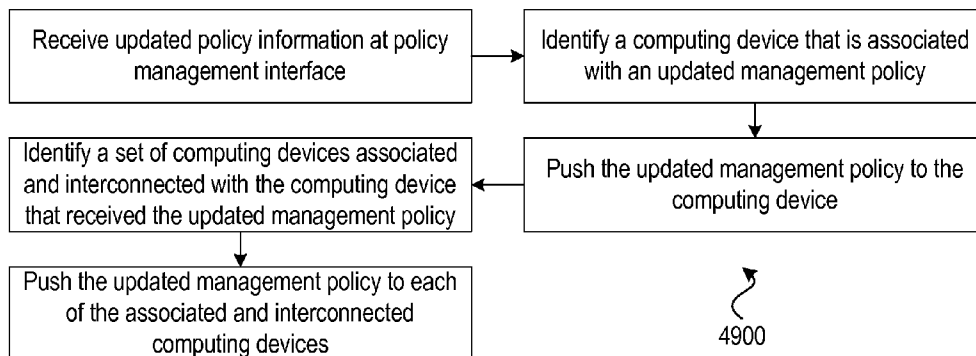 Receive updated policy information at policy
management interface
Identify a computing device that is associated
with an updated management policy
Push the updated management policy to the
computing device
Identify a set of computing devices associated
and interconnected with the computing device
that received the updated management policy
Push the updated management policy to each
of the associated and interconnected
computing devices
4900